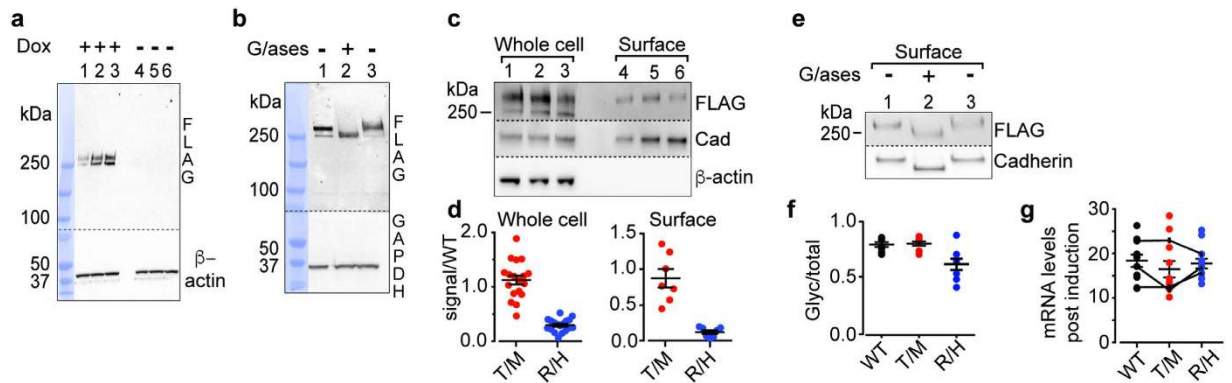 a
Dox + + + - - -
1 2 3 4 5 6
kDa
250
100
50
37
FLAG
β-
actin
b
G/ases - + -
1 2 3
kDa
250
100
50
37
FLAG
GAPDH
c
Whole cell Surface
1 2 3 4 5 6
kDa
250
FLAG
Cad
β-actin
d
Whole cell Surface
signal/WT
2.0
1.0
0.0
T/M R/H
1.5
1.0
0.5
0.0
T/M R/H
e
Surface
G/ases - + -
1 2 3
kDa
250
FLAG
Cadherin
f
Glyc/total
1.0
0.5
0.0
WT T/M R/H
g
mRNA levels
post induction
30
20
10
0
WT T/M R/H